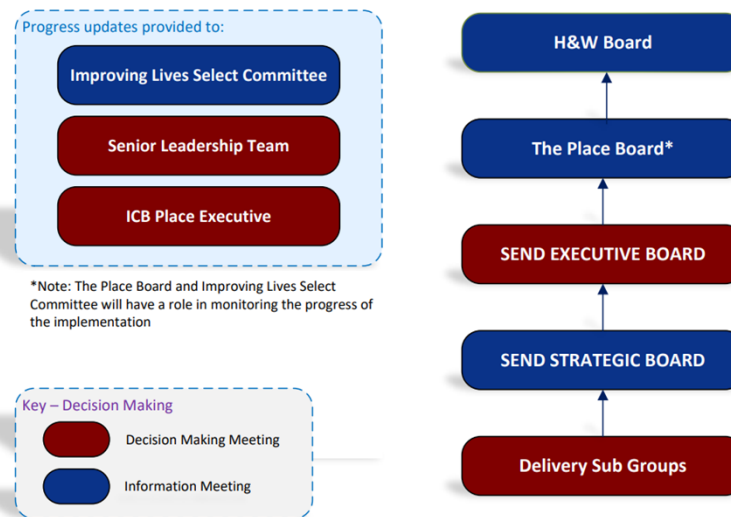 Progress updates provided to:
Improving Lives Select Committee
Senior Leadership Team
ICB Place Executive
*Note: The Place Board and Improving Lives Select
Committee will have a role in monitoring the progress of
the implementation
Key – Decision Making
Decision Making Meeting
Information Meeting
H&W Board
The Place Board*
SEND EXECUTIVE BOARD
SEND STRATEGIC BOARD
Delivery Sub Groups